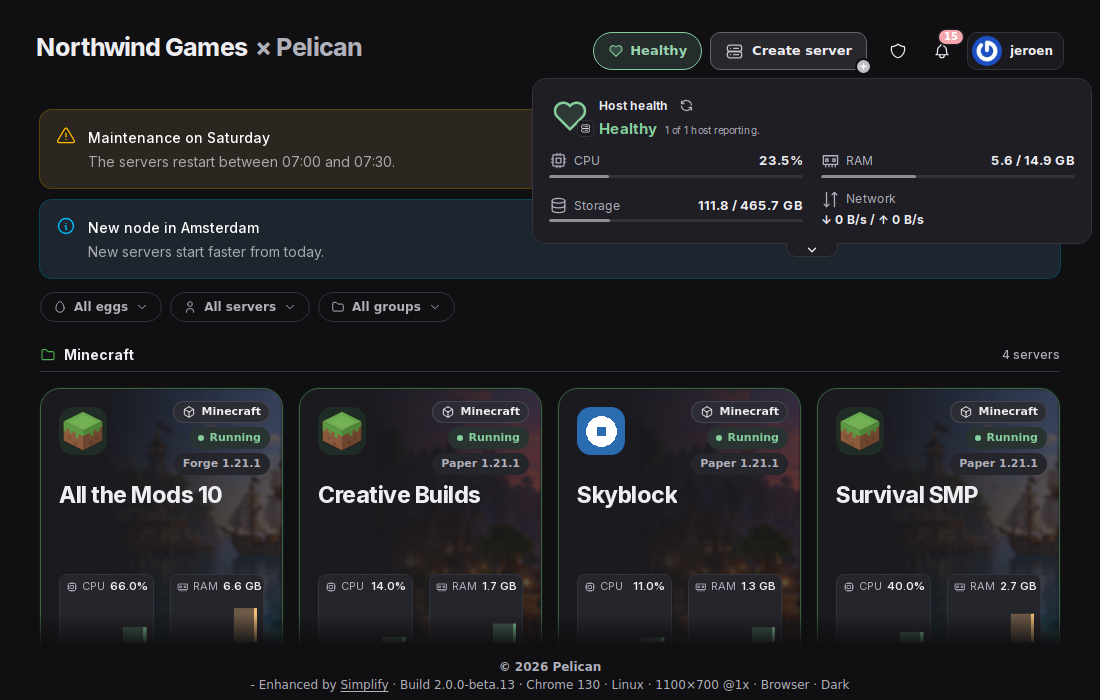 Northwind Games × Pelican
Healthy
Create server
15
jeroen
Host health
Healthy 1 of 1 host reporting.
CPU 23.5%
RAM 5.6 / 14.9 GB
Storage 111.8 / 465.7 GB
Network
↓ 0 B/s / ↑ 0 B/s
Maintenance on Saturday
The servers restart between 07:00 and 07:30.
New node in Amsterdam
New servers start faster from today.
All eggs
All servers
All groups
Minecraft
4 servers
Minecraft
Running
Forge 1.21.1
All the Mods 10
CPU 66.0%
RAM 6.6 GB
Minecraft
Running
Paper 1.21.1
Creative Builds
CPU 14.0%
RAM 1.7 GB
Minecraft
Running
Paper 1.21.1
Skyblock
CPU 11.0%
RAM 1.3 GB
Minecraft
Running
Paper 1.21.1
Survival SMP
CPU 40.0%
RAM 2.7 GB
© 2026 Pelican
- Enhanced by Simplify · Build 2.0.0-beta.13 · Chrome 130 · Linux · 1100×700 @1x · Browser · Dark